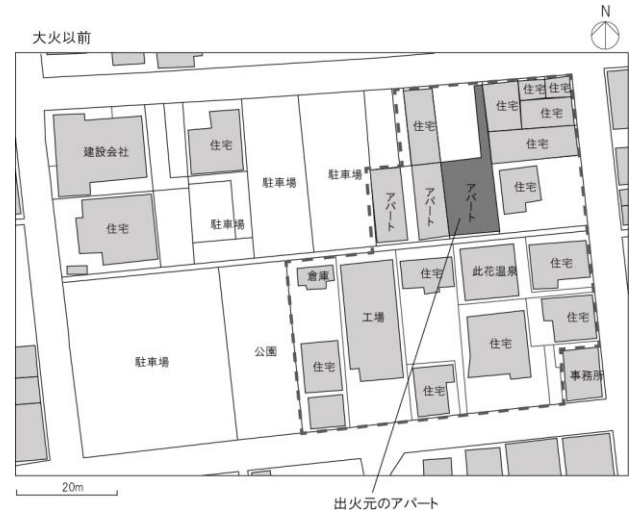 大火以前
N
住宅
住宅
住宅
住宅
住宅
住宅
建設会社
住宅
駐車場
駐車場
住宅
駐車場
アパート
アパート
アパート
住宅
倉庫
住宅
此花温泉
住宅
工場
住宅
駐車場
公園
住宅
住宅
住宅
事務所
20m
出火元のアパート